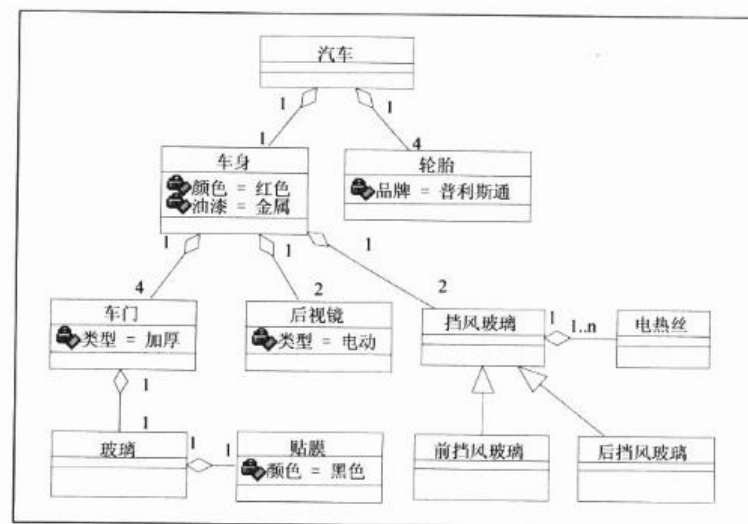 汽车
1 1
1 4
车身 轮胎
颜色 = 红色 品牌 = 普利斯通
油漆 = 金属
1 1 1
4 2 2
车门 后视镜 挡风玻璃 1 1..n 电热丝
类型 = 加厚 类型 = 电动
1
1
玻璃 1 1 贴膜 前挡风玻璃 后挡风玻璃
颜色 = 黑色